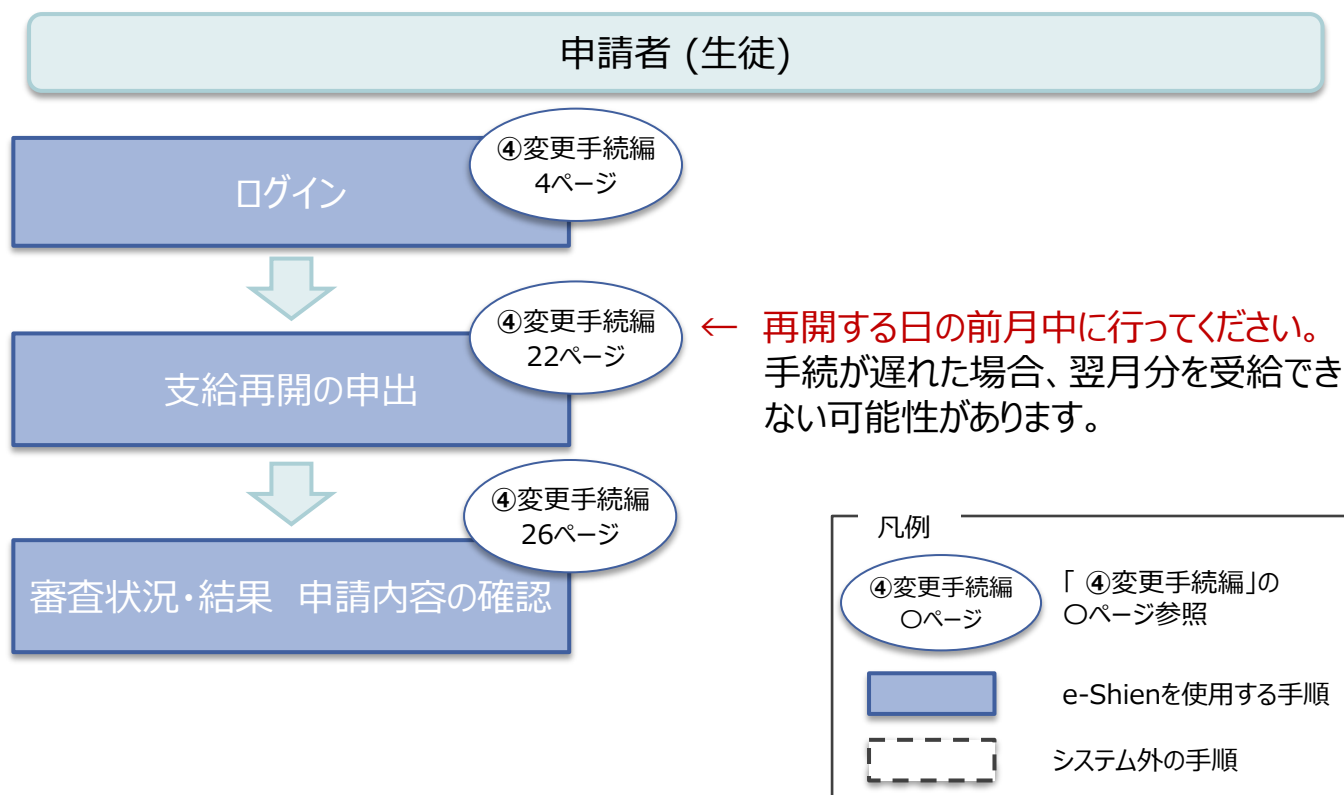 申請者 (生徒)
④変更手続編
4ページ
ログイン
④変更手続編
22ページ
← 再開する日の前月中に行ってください。
手続が遅れた場合、翌月分を受給でき
ない可能性があります。
支給再開の申出
④変更手続編
26ページ
審査状況・結果　申請内容の確認
凡例
④変更手続編
〇ページ
「 ④変更手続編」の
〇ページ参照
e-Shienを使用する手順
システム外の手順